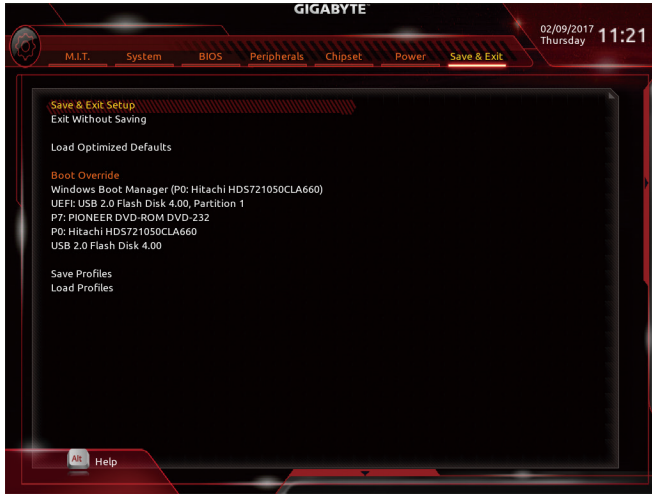 GIGABYTE™
02/09/2017 Thursday 11:21
M.I.T. System BIOS Peripherals Chipset Power Save & Exit
Save & Exit Setup
Exit Without Saving
Load Optimized Defaults
Boot Override
Windows Boot Manager (P0: Hitachi HDS721050CLA660)
UEFI: USB 2.0 Flash Disk 4.00, Partition 1
P7: PIONEER DVD-ROM DVD-232
P0: Hitachi HDS721050CLA660
USB 2.0 Flash Disk 4.00
Save Profiles
Load Profiles
Alt Help